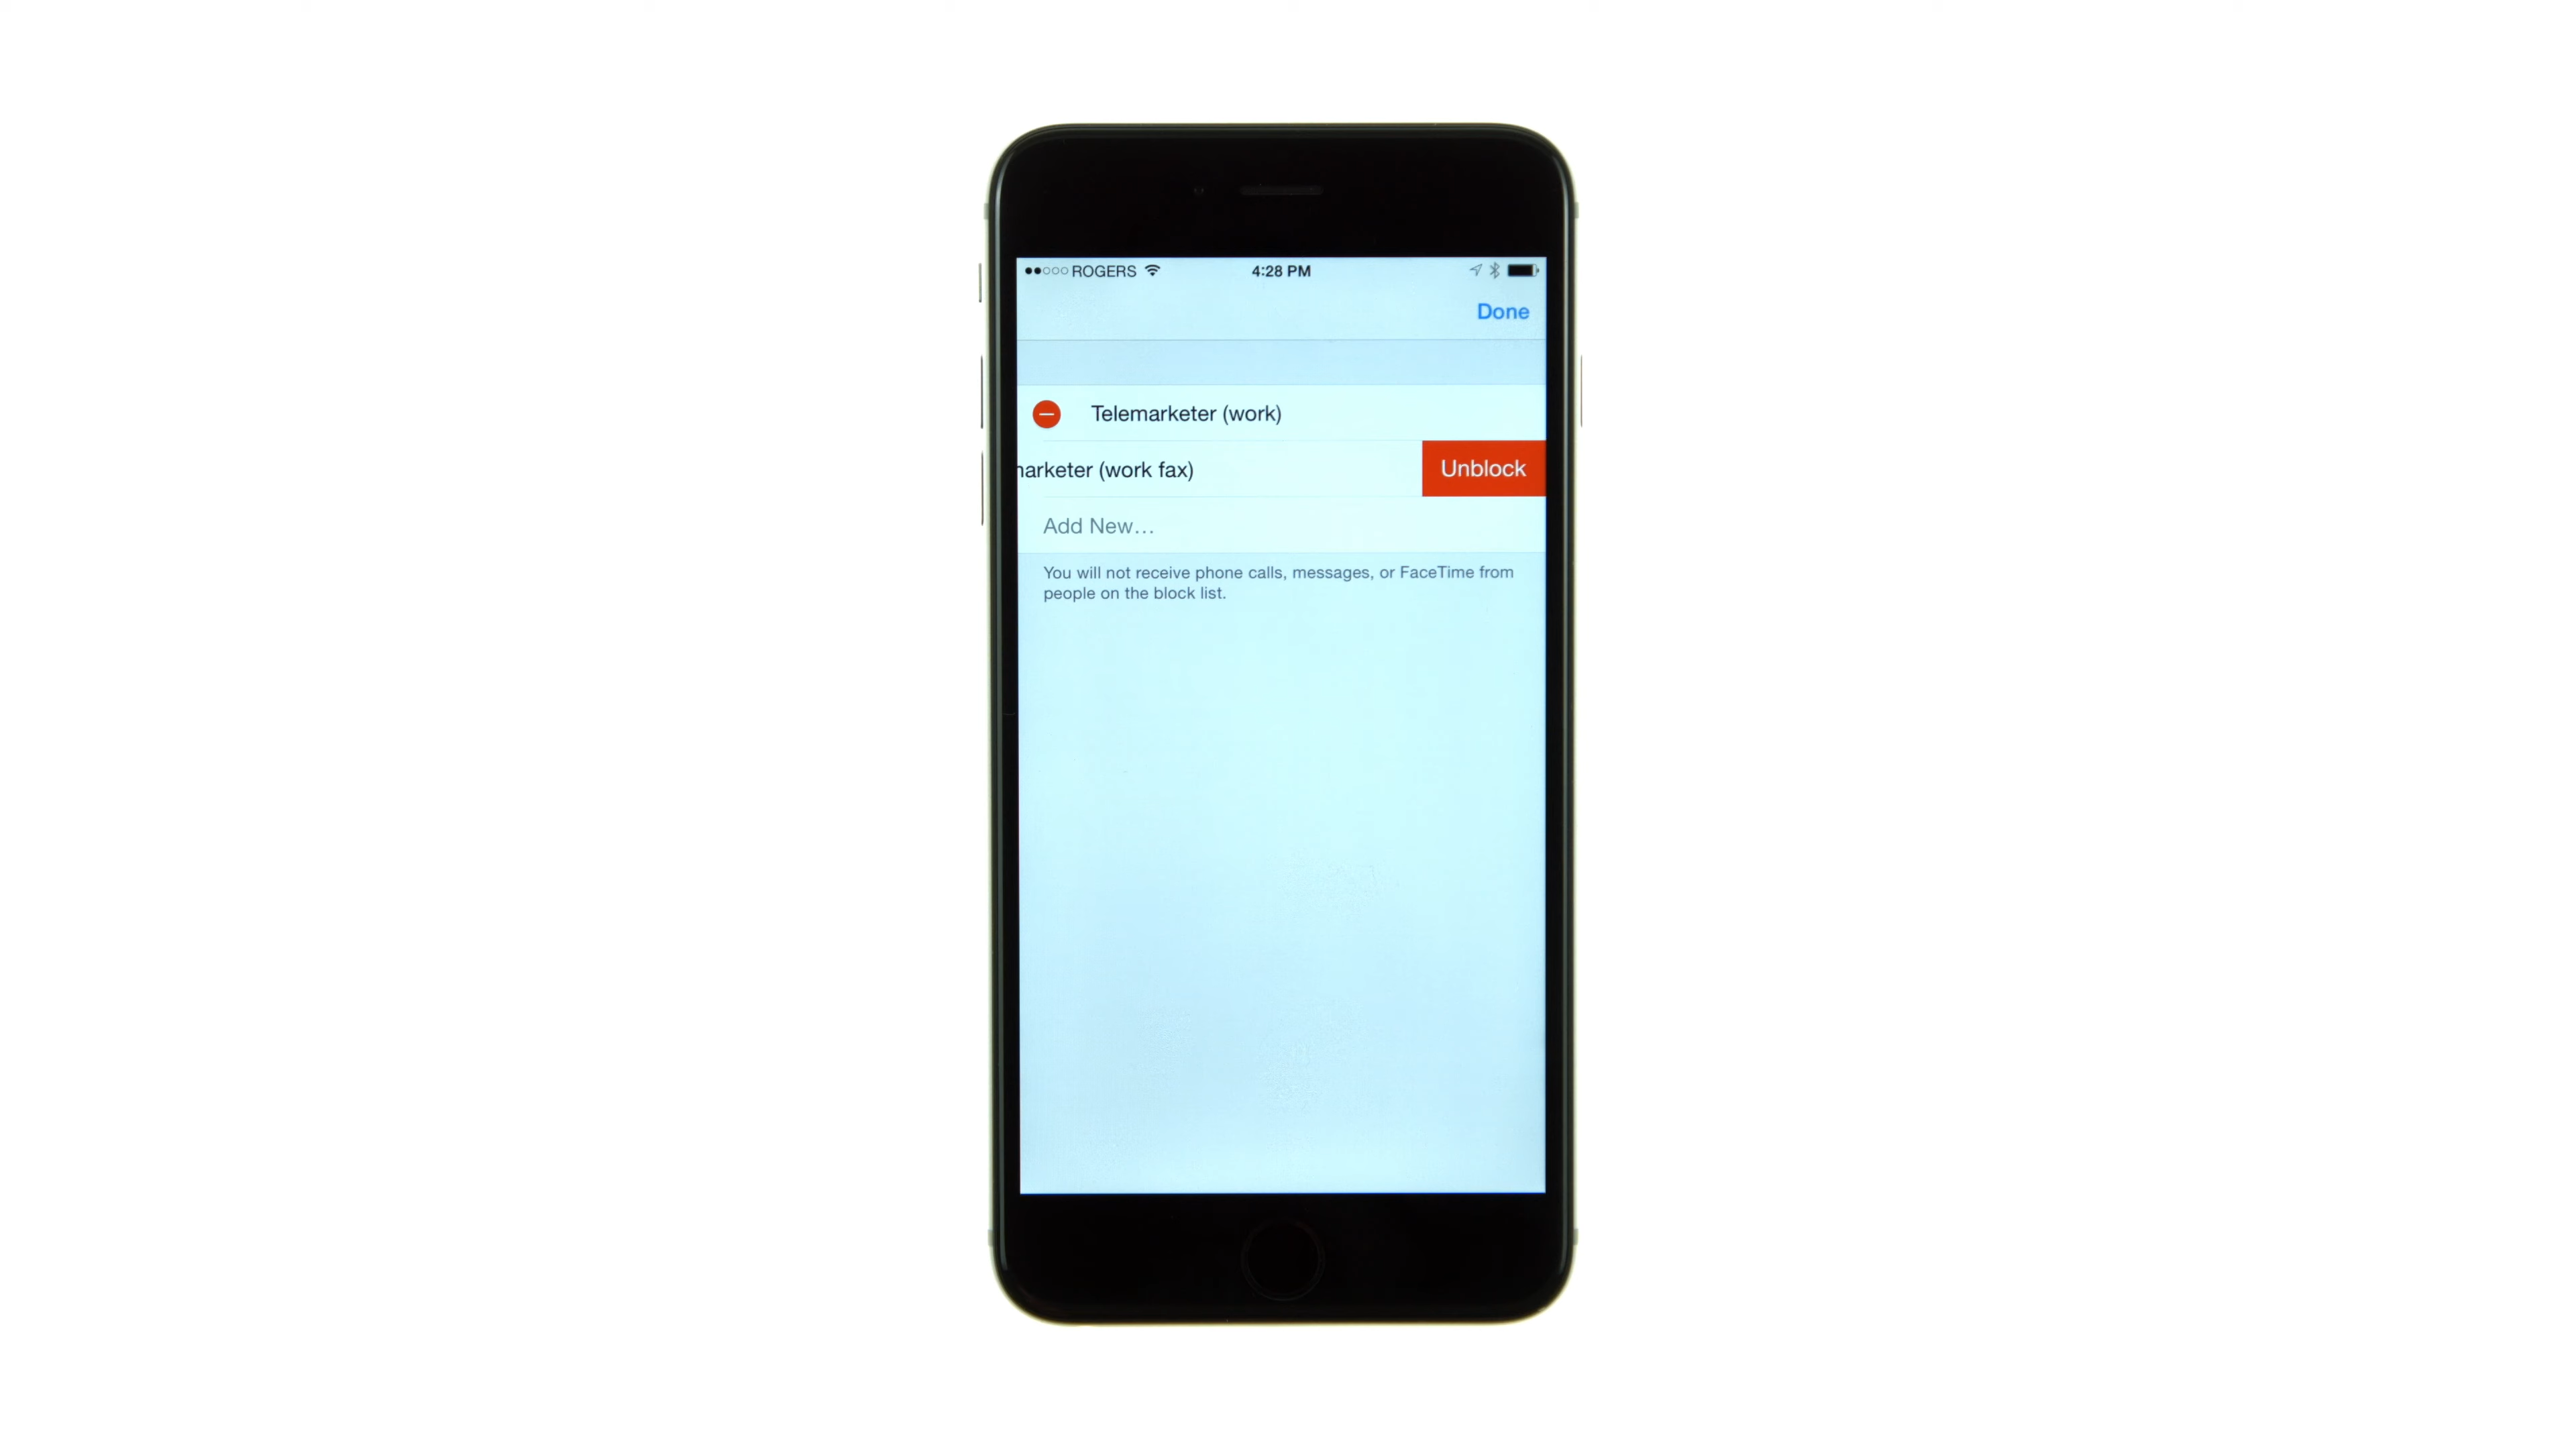 ROGERS 4:28 PM
Done
Telemarketer (work)
marketer (work fax) Unblock
Add New...
You will not receive phone calls, messages, or FaceTime from
people on the block list.